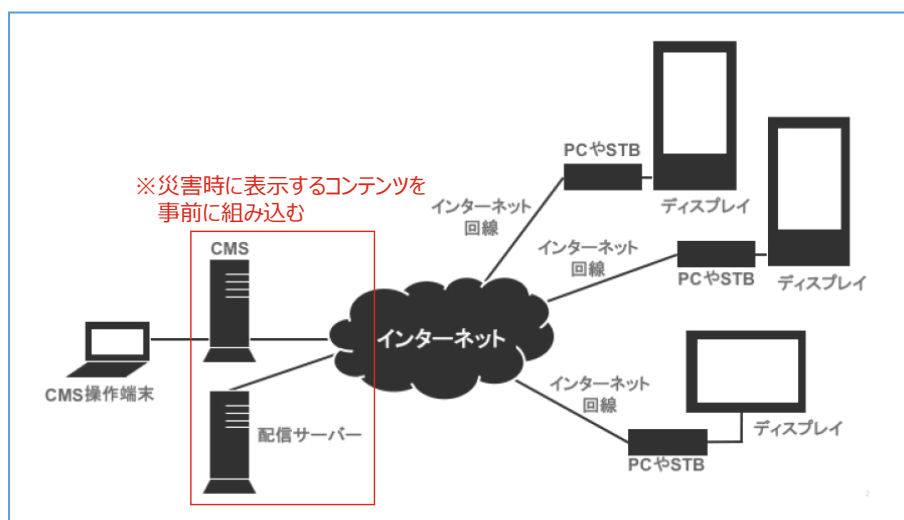 ※災害時に表示するコンテンツを
事前に組み込む
CMS
CMS操作端末
配信サーバー
インターネット
インターネット
回線
PCやSTB
ディスプレイ
インターネット
回線
PCやSTB
ディスプレイ
インターネット
回線
PCやSTB
ディスプレイ
2